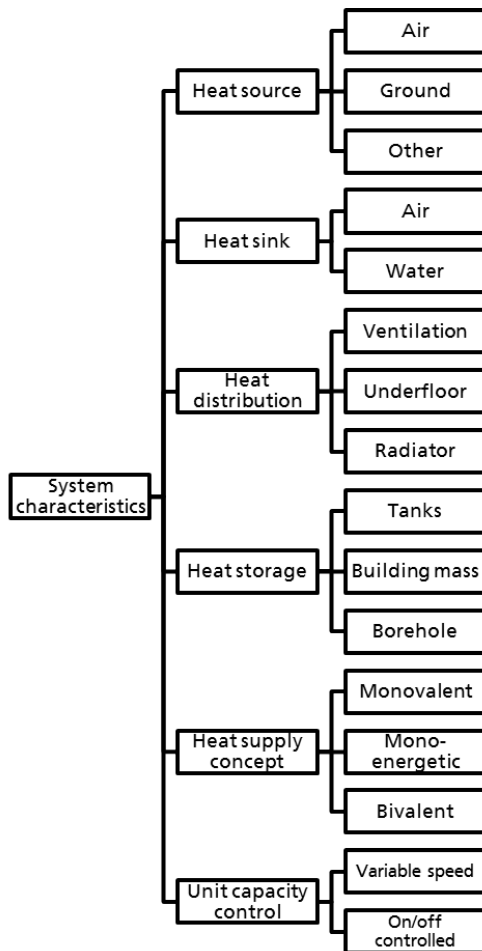 System
characteristics
Heat source
Air
Ground
Other
Heat sink
Air
Water
Heat
distribution
Ventilation
Underfloor
Radiator
Heat storage
Tanks
Building mass
Borehole
Heat supply
concept
Monovalent
Mono-
energetic
Bivalent
Unit capacity
control
Variable speed
On/off
controlled